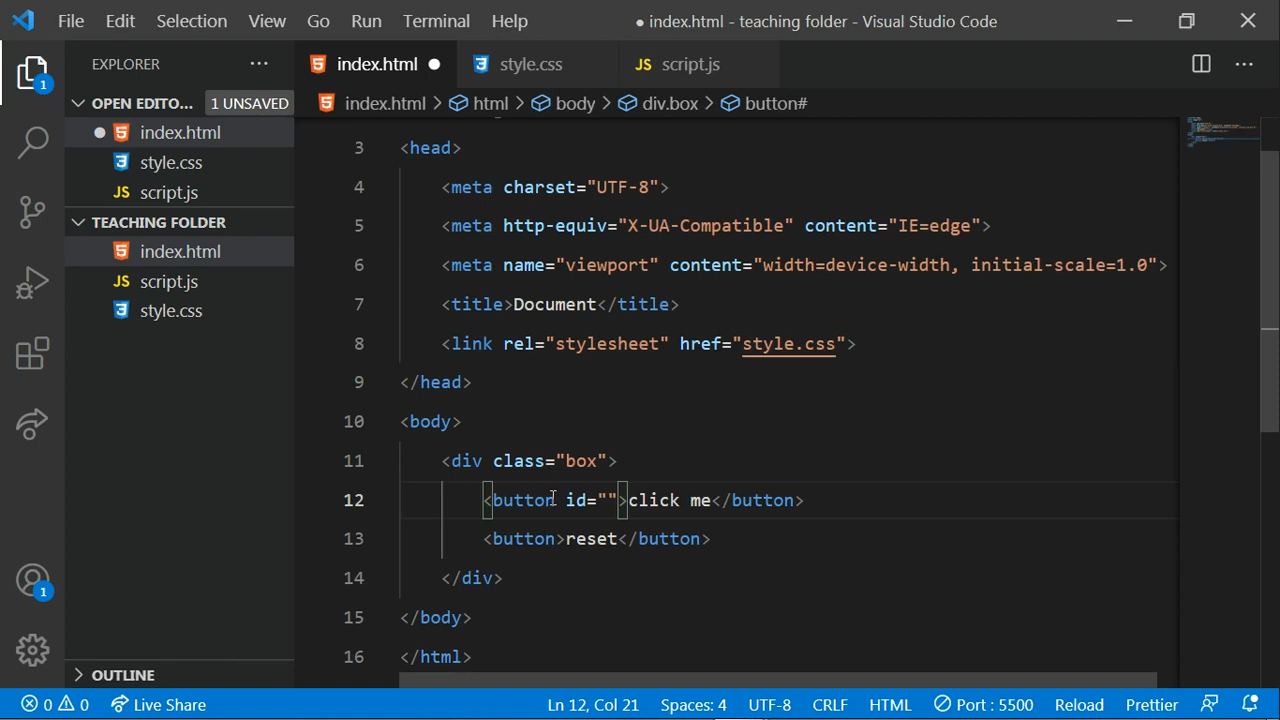 File Edit Selection View Go Run Terminal Help ● index.html - teaching folder - Visual Studio Code
EXPLORER
OPEN EDITO... 1 UNSAVED
index.html
style.css
JS script.js
TEACHING FOLDER
index.html
JS script.js
style.css
OUTLINE
1
1
index.html style.css JS script.js
index.html > html > body > div.box > button#
3 <head>
4 <meta charset="UTF-8">
5 <meta http-equiv="X-UA-Compatible" content="IE=edge">
6 <meta name="viewport" content="width=device-width, initial-scale=1.0">
7 <title>Document</title>
8 <link rel="stylesheet" href="style.css">
9 </head>
10 <body>
11 <div class="box">
12 <button id="">click me</button>
13 <button>reset</button>
14 </div>
15 </body>
16 </html>
0 0 Live Share Ln 12, Col 21 Spaces: 4 UTF-8 CRLF HTML Port : 5500 Reload Prettier